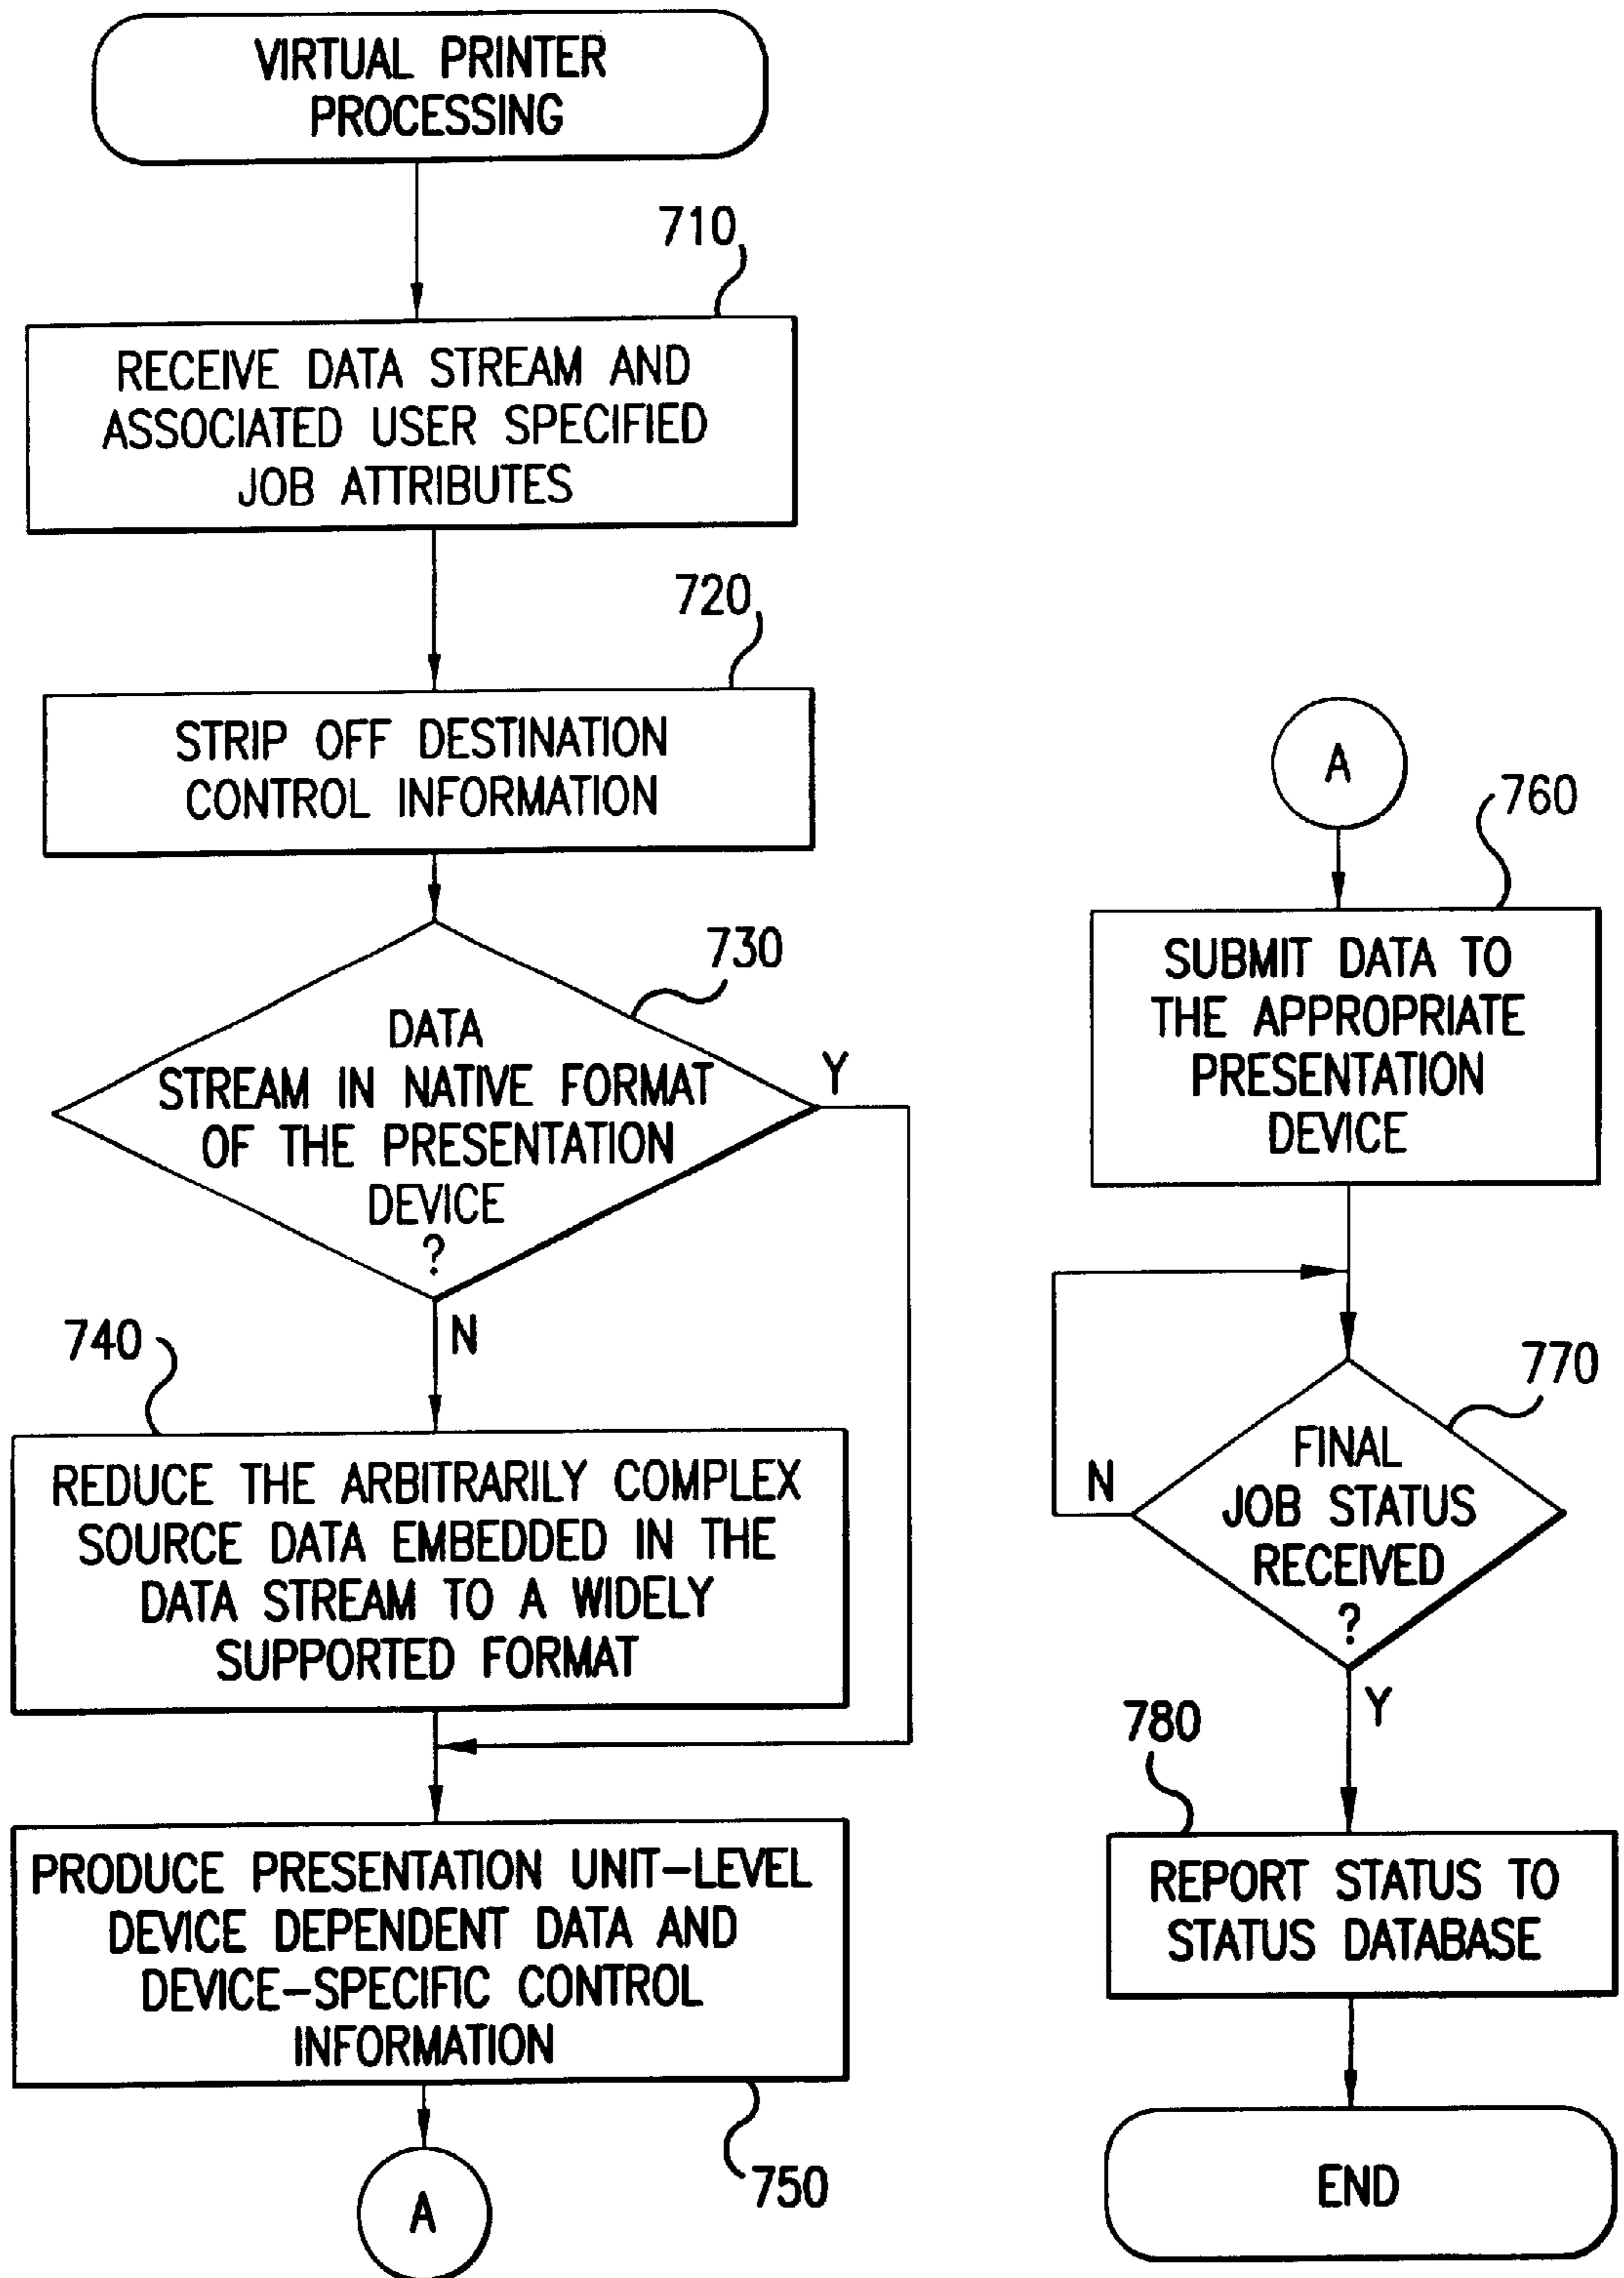 VIRTUAL PRINTER
PROCESSING
710
RECEIVE DATA STREAM AND
ASSOCIATED USER SPECIFIED
JOB ATTRIBUTES
720
STRIP OFF DESTINATION
CONTROL INFORMATION
730
DATA
STREAM IN NATIVE FORMAT
OF THE PRESENTATION
DEVICE
?
Y
N
740
REDUCE THE ARBITRARILY COMPLEX
SOURCE DATA EMBEDDED IN THE
DATA STREAM TO A WIDELY
SUPPORTED FORMAT
PRODUCE PRESENTATION UNIT-LEVEL
DEVICE DEPENDENT DATA AND
DEVICE-SPECIFIC CONTROL
INFORMATION
750
A
A
760
SUBMIT DATA TO
THE APPROPRIATE
PRESENTATION
DEVICE
770
FINAL
JOB STATUS
RECEIVED
?
N
Y
780
REPORT STATUS TO
STATUS DATABASE
END